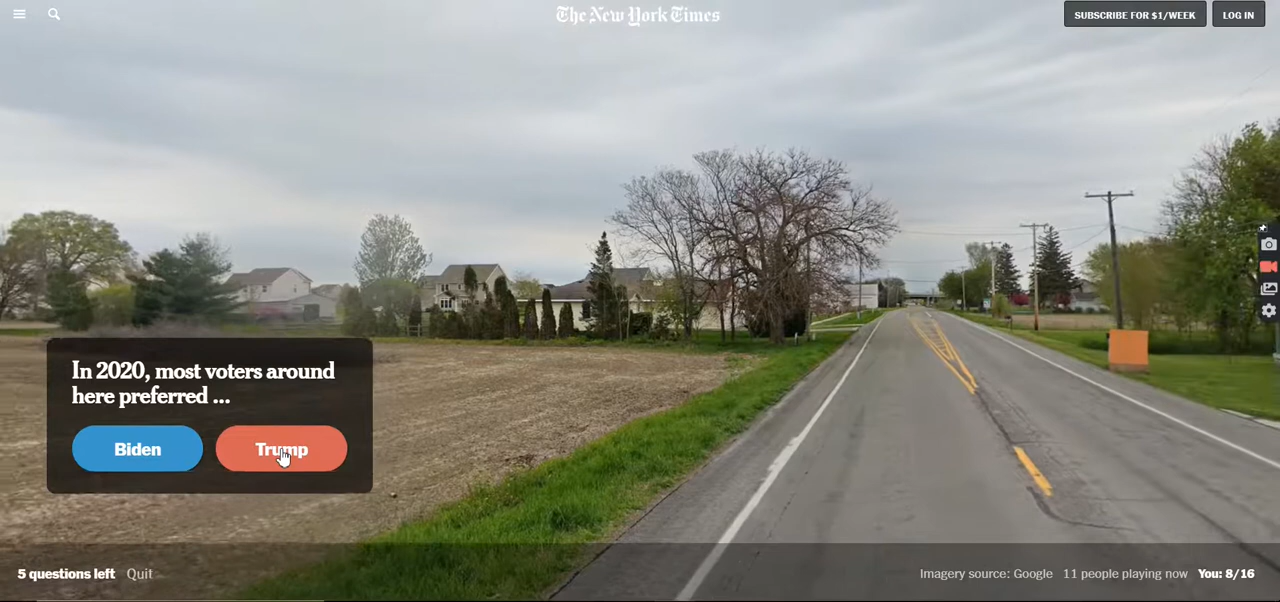 The New York Times
SUBSCRIBE FOR $1/WEEK
LOG IN
In 2020, most voters around
here preferred ...
Biden
Trump
5 questions left
Quit
Imagery source: Google
11 people playing now
You: 8/16